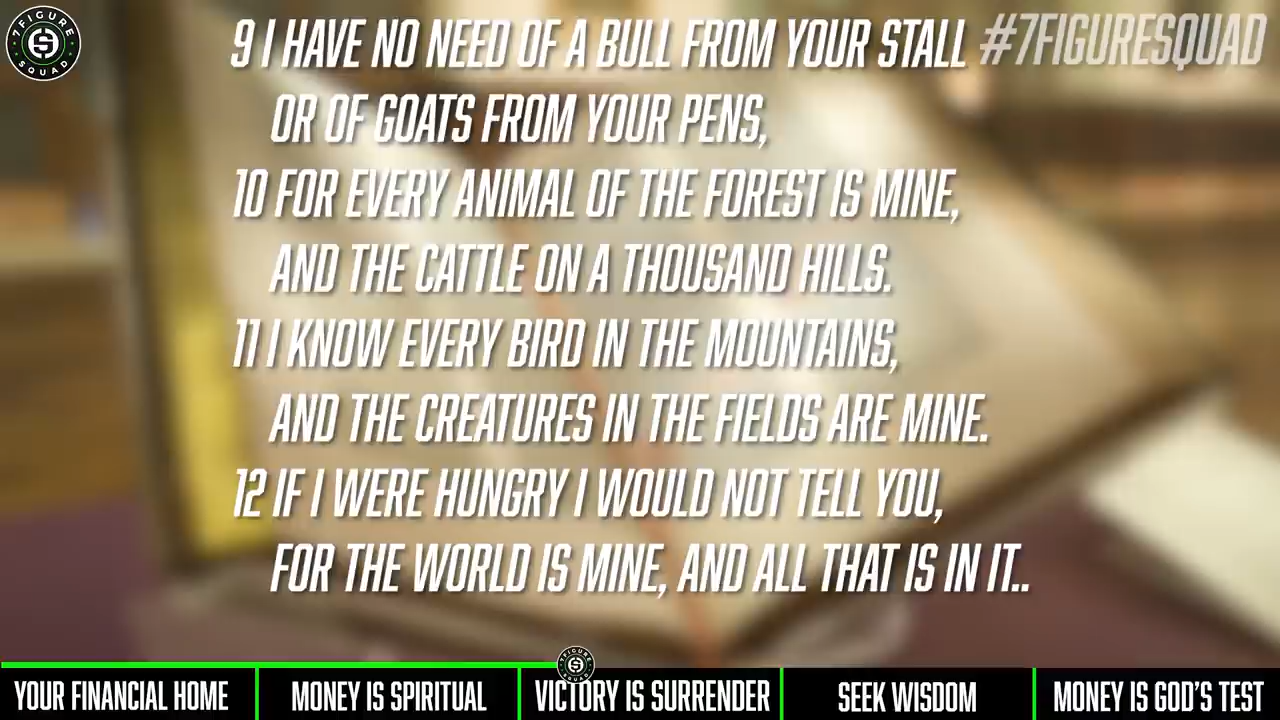 7FIGURE SQUAD
#7FIGURESQUAD
9 I HAVE NO NEED OF A BULL FROM YOUR STALL
OR OF GOATS FROM YOUR PENS,
10 FOR EVERY ANIMAL OF THE FOREST IS MINE,
AND THE CATTLE ON A THOUSAND HILLS.
11 I KNOW EVERY BIRD IN THE MOUNTAINS,
AND THE CREATURES IN THE FIELDS ARE MINE.
12 IF I WERE HUNGRY I WOULD NOT TELL YOU,
FOR THE WORLD IS MINE, AND ALL THAT IS IN IT..
7FIGURE SQUAD
YOUR FINANCIAL HOME
MONEY IS SPIRITUAL
VICTORY IS SURRENDER
SEEK WISDOM
MONEY IS GOD'S TEST